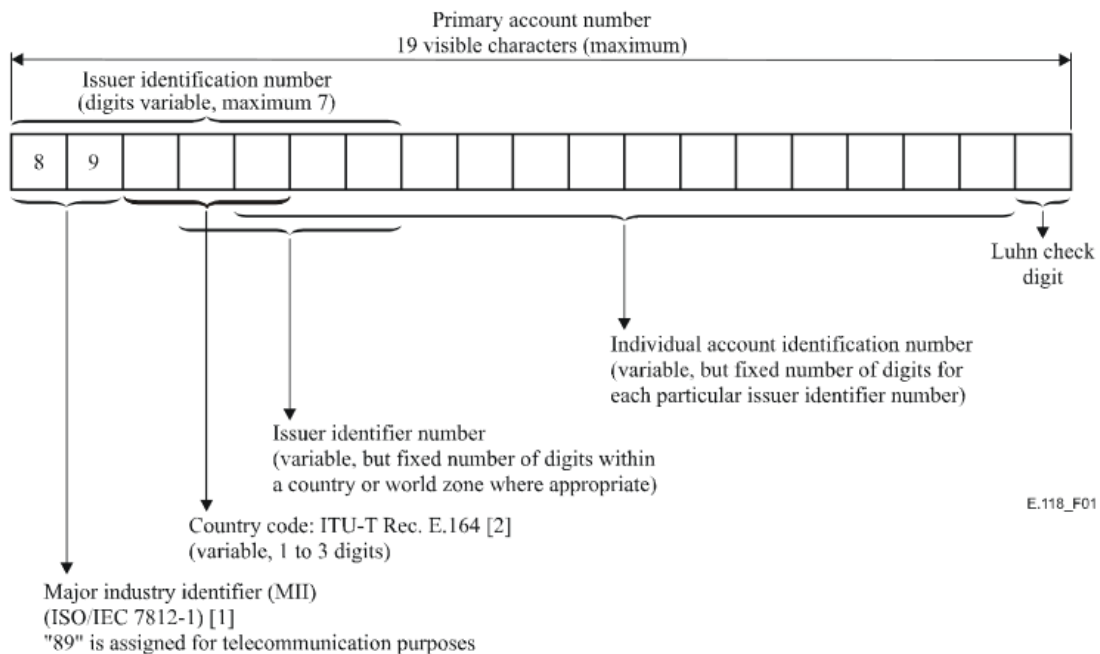 Primary account number
19 visible characters (maximum)
Issuer identification number
(digits variable, maximum 7)
8 9
Luhn check
digit
Individual account identification number
(variable, but fixed number of digits for
each particular issuer identifier number)
Issuer identifier number
(variable, but fixed number of digits within
a country or world zone where appropriate)
E.118_F01
Country code: ITU-T Rec. E.164 [2]
(variable, 1 to 3 digits)
Major industry identifier (MII)
(ISO/IEC 7812-1) [1]
"89" is assigned for telecommunication purposes